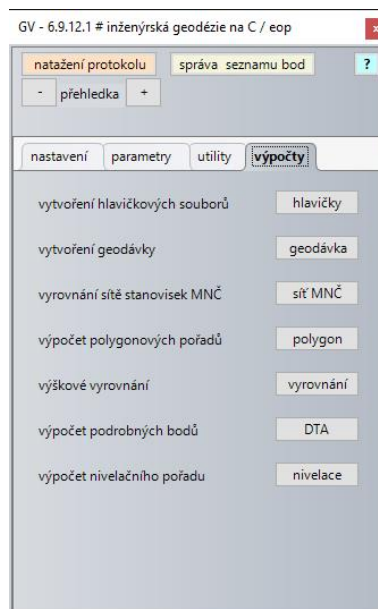 GV - 6.9.12.1 # inženýrská geodézie na C / eop x
natažení protokolu správa seznamu bod ?
- přehledka +
nastavení parametry utility výpočty
vytvoření hlavičkových souborů hlavičky
vytvoření geodávky geodávka
vyrovnání sítě stanovisek MNČ síť MNČ
výpočet polygonových pořadů polygon
výškové vyrovnání vyrovnání
výpočet podrobných bodů DTA
výpočet nivelačního pořadu nivelace